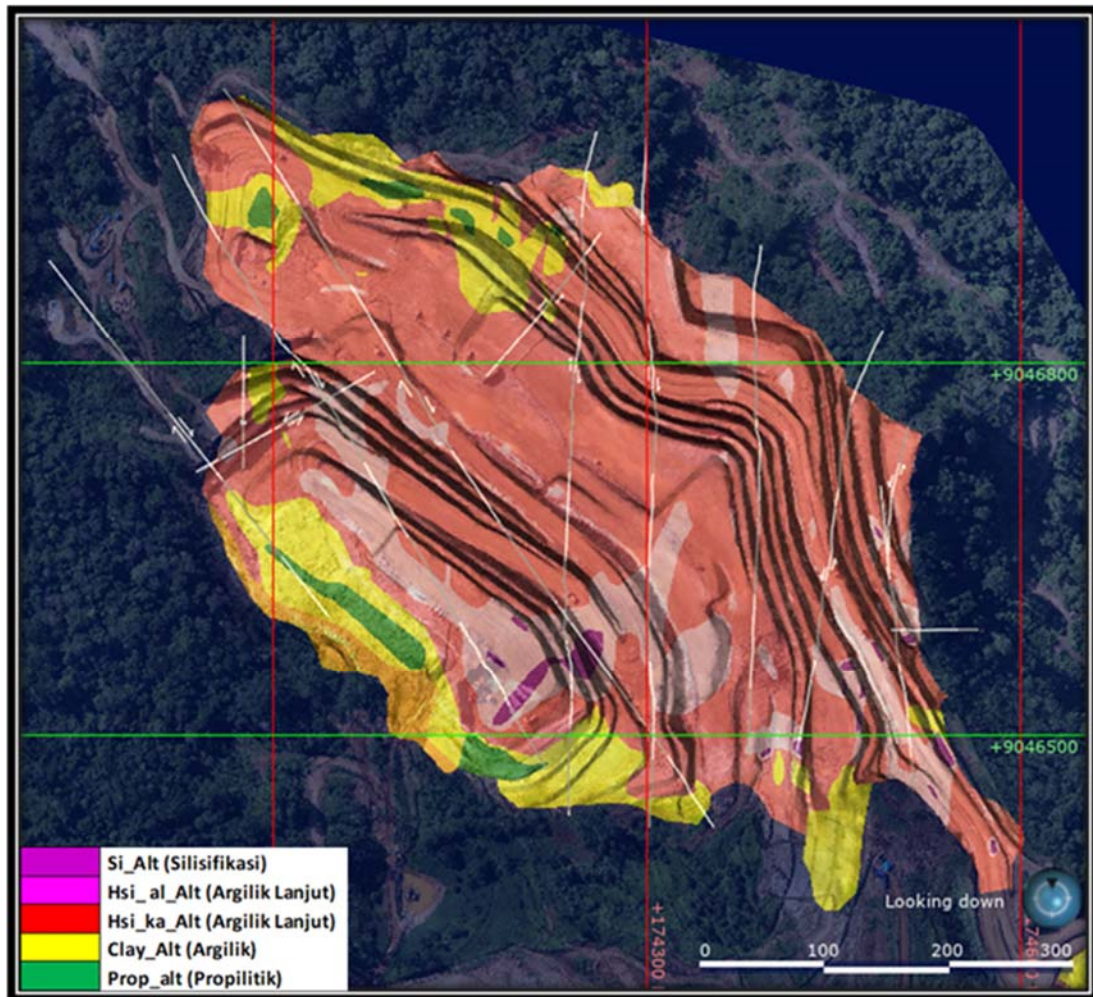 +9046800
+9046500
Si_Alt (Silisifikasi)
Hsi_al_Alt (Argilik Lanjut)
Hsi_ka_Alt (Argilik Lanjut)
Clay_Alt (Argilik)
Prop_alt (Propilitik)
Looking down
+174300
0 100 200 300